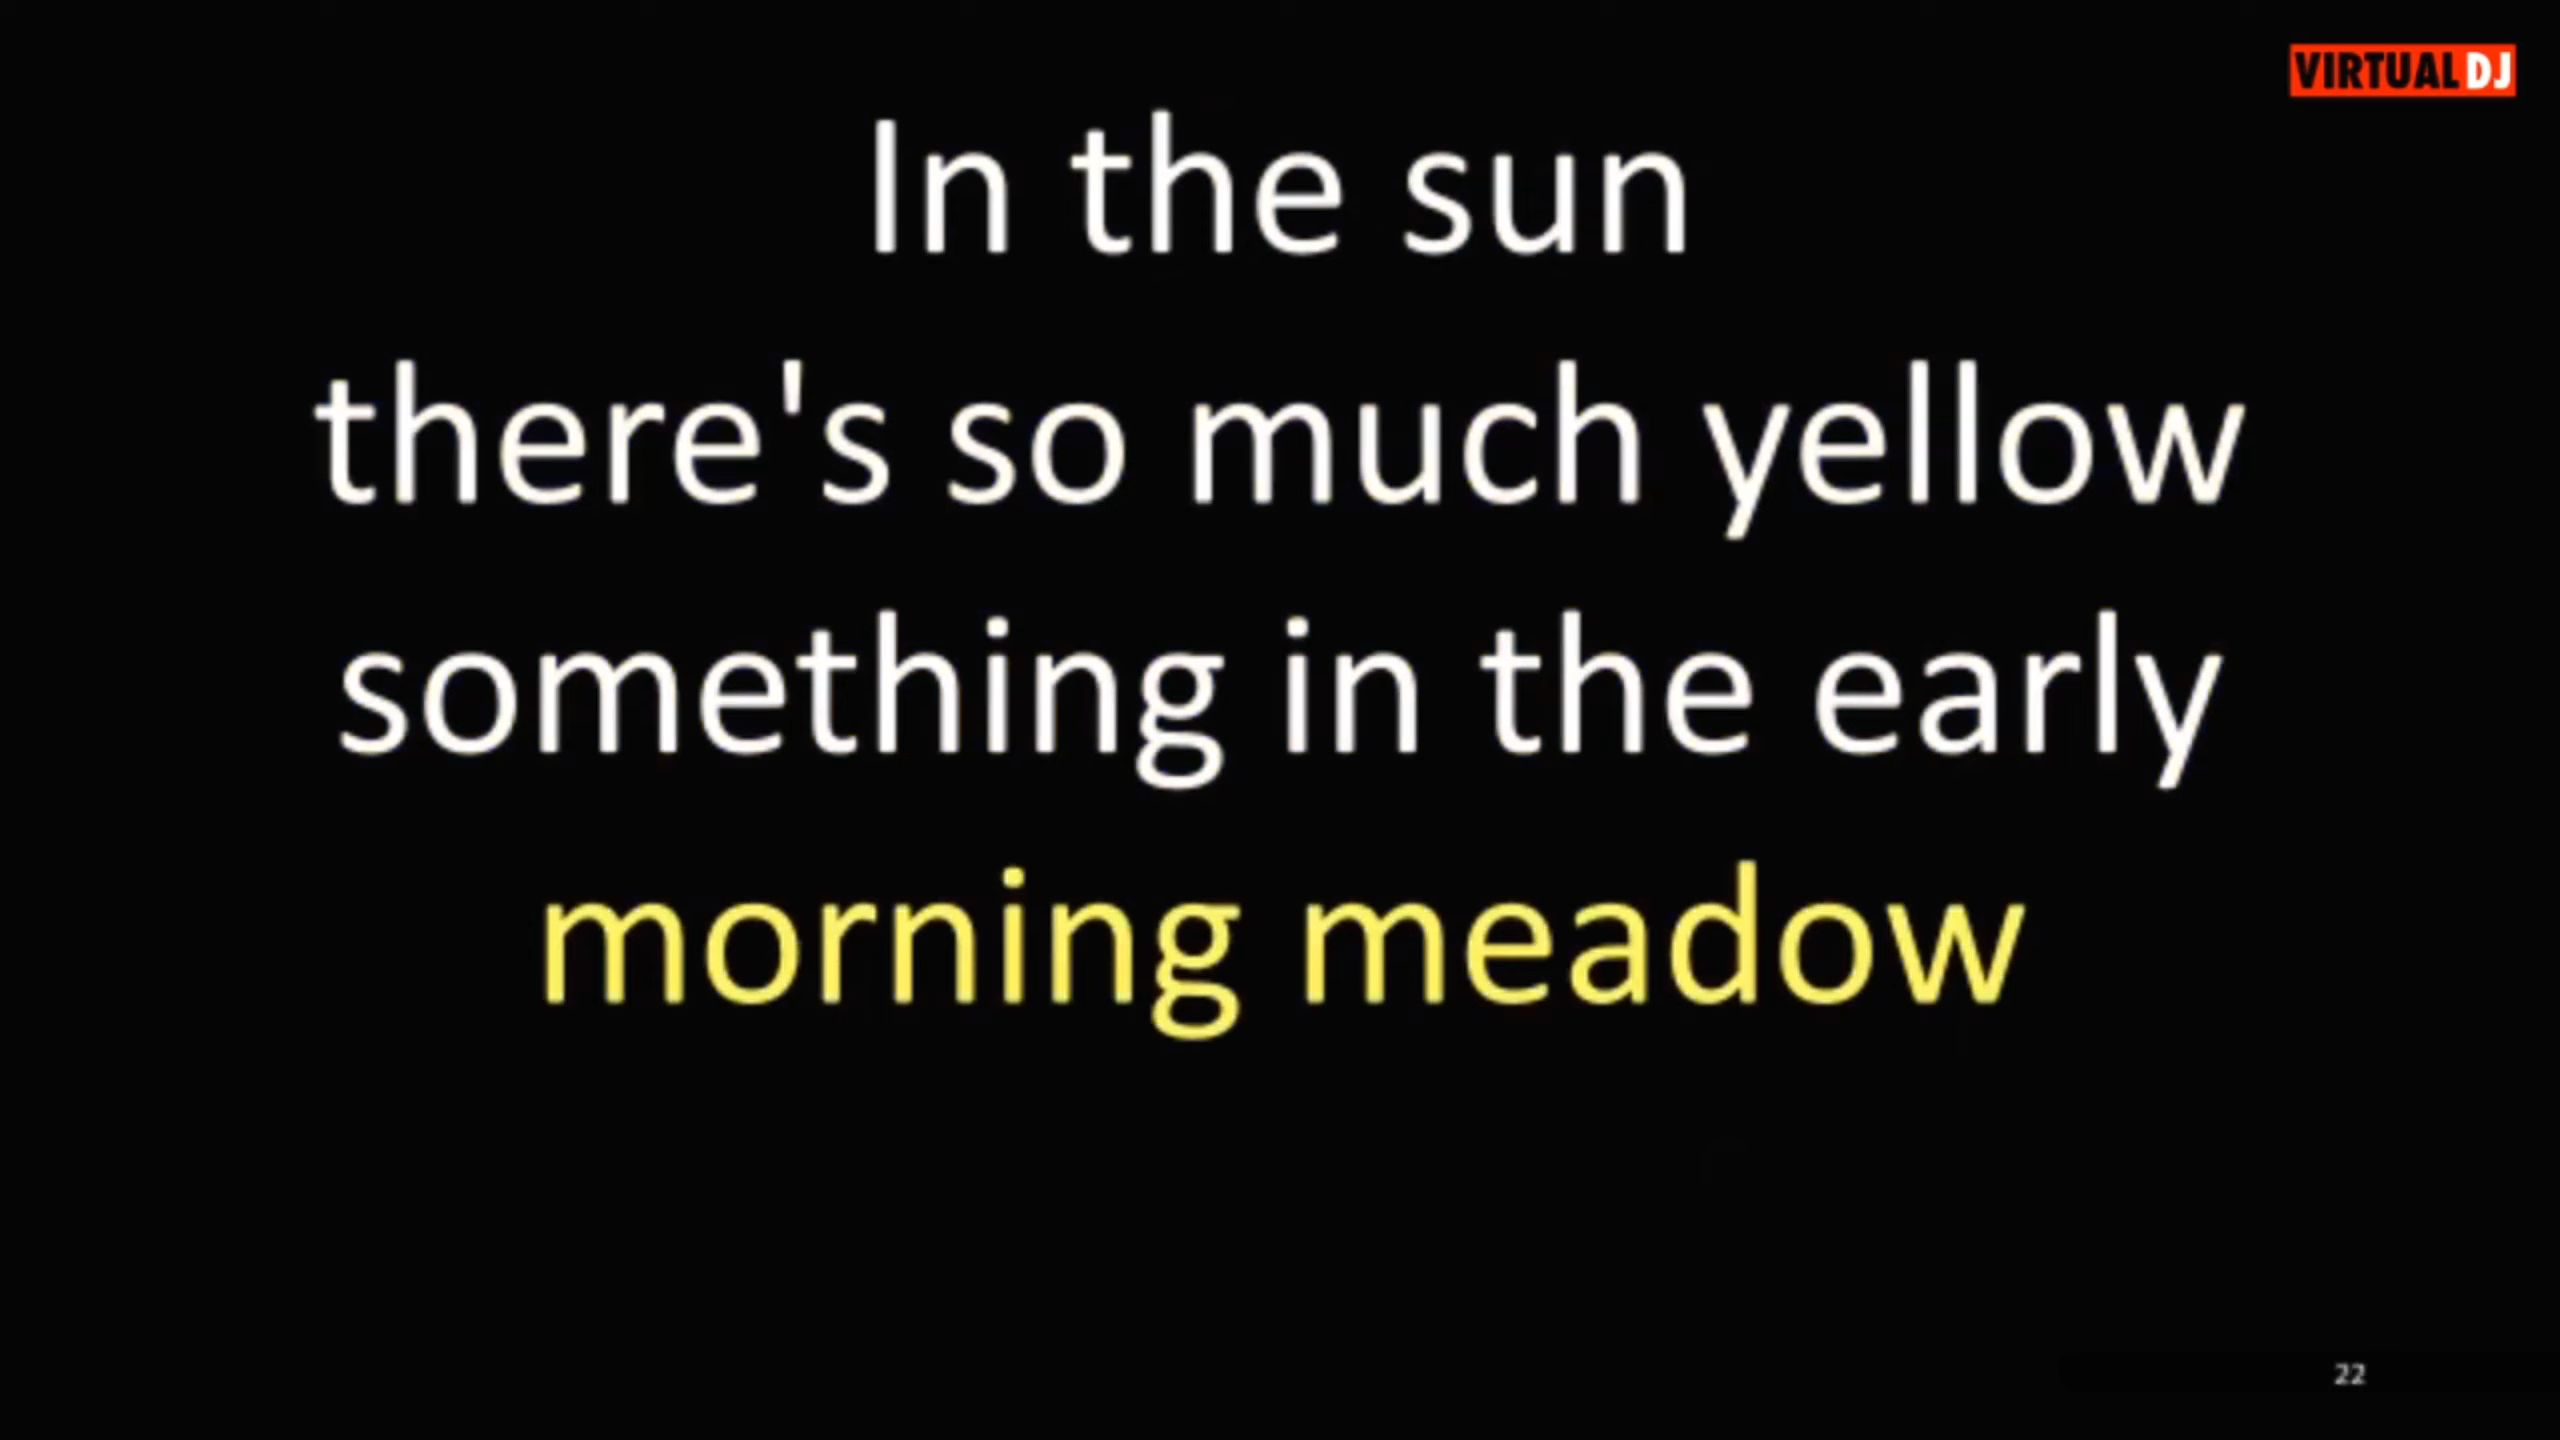 VIRTUAL DJ
In the sun
there's so much yellow
something in the early
morning meadow
22